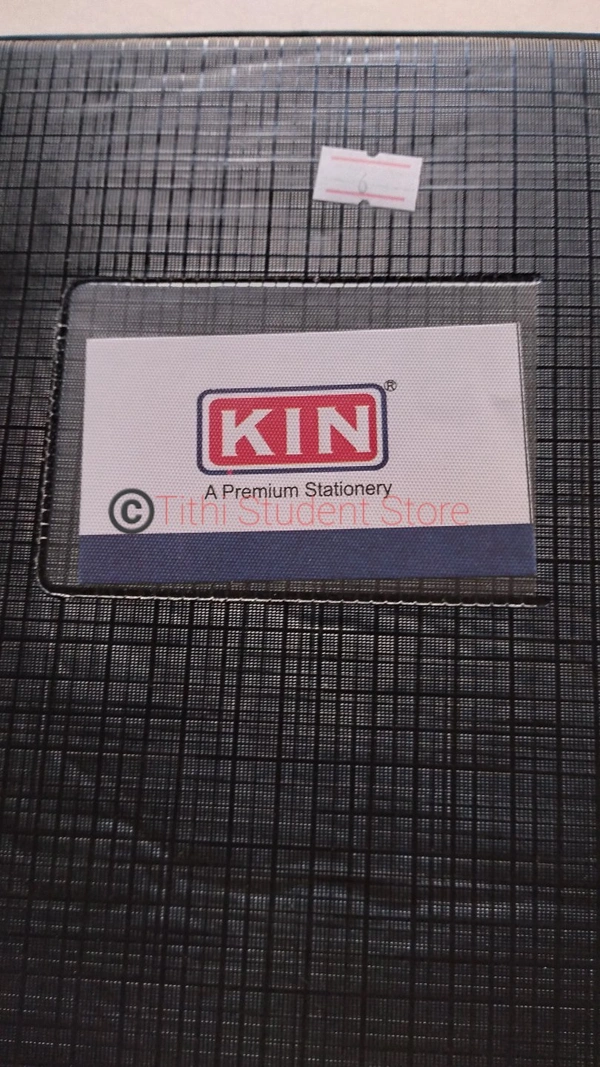 KIN®
A Premium Stationery
©Tithi Student Store